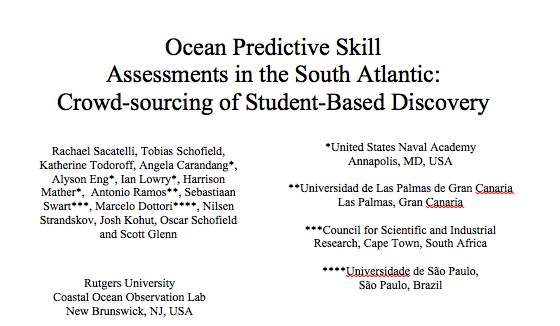 Ocean Predictive Skill
Assessments in the South Atlantic:
Crowd-sourcing of Student-Based Discovery
Rachael Sacatelli, Tobias Schofield,
Katherine Todoroff, Angela Carandang*,
Alyson Eng*, Ian Lowry*, Harrison
Mather*, Antonio Ramos**, Sebastiaan
Swart***, Marcelo Dottori****, Nilsen
Strandskov, Josh Kohut, Oscar Schofield
and Scott Glenn
Rutgers University
Coastal Ocean Observation Lab
New Brunswick, NJ, USA
*United States Naval Academy
Annapolis, MD, USA
**Universidad de Las Palmas de Gran Canaria
Las Palmas, Gran Canaria
***Council for Scientific and Industrial
Research, Cape Town, South Africa
****Universidade de São Paulo,
São Paulo, Brazil